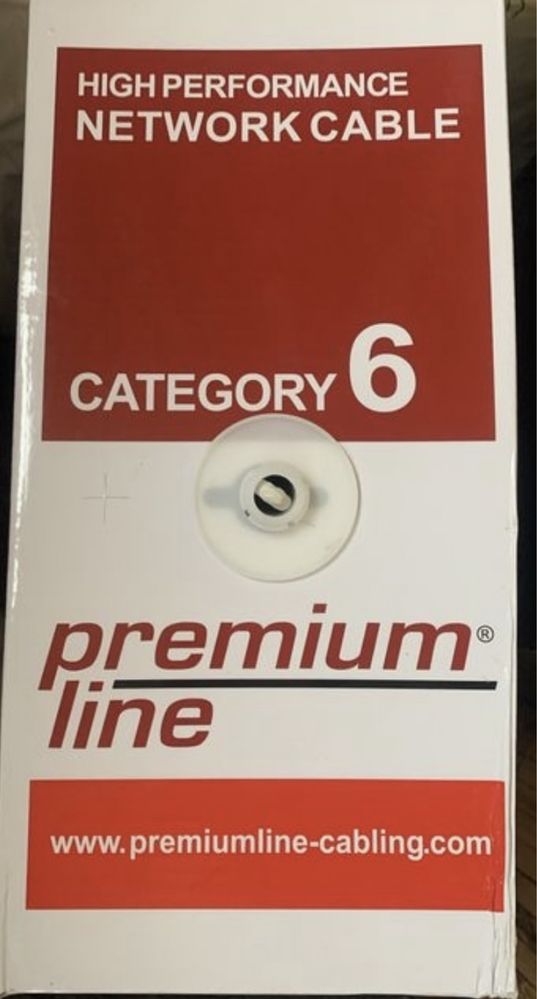 HIGH PERFORMANCE
NETWORK CABLE
CATEGORY 6
premium®
line
www.premiumline-cabling.com